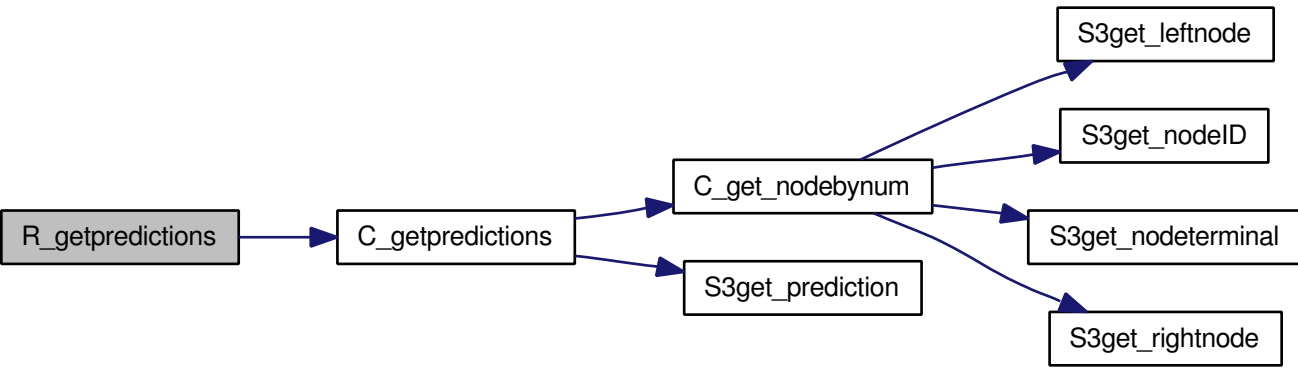 R_getpredictions
C_getpredictions
C_get_nodebynum
S3get_prediction
S3get_leftnode
S3get_nodeID
S3get_nodeterminal
S3get_rightnode